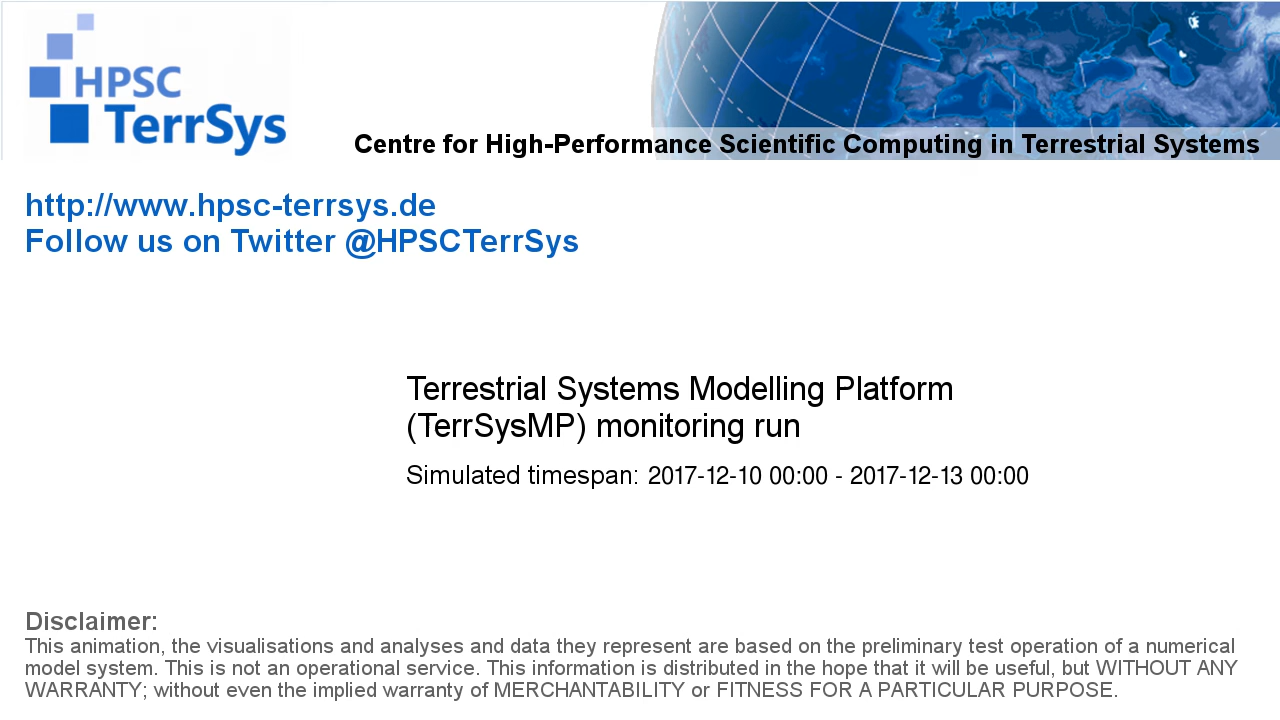 HPSC
TerrSys
Centre for High-Performance Scientific Computing in Terrestrial Systems
http://www.hpsc-terrsys.de
Follow us on Twitter @HPSCTerrSys
Terrestrial Systems Modelling Platform
(TerrSysMP) monitoring run
Simulated timespan: 2017-12-10 00:00 - 2017-12-13 00:00
Disclaimer:
This animation, the visualisations and analyses and data they represent are based on the preliminary test operation of a numerical
model system. This is not an operational service. This information is distributed in the hope that it will be useful, but WITHOUT ANY
WARRANTY; without even the implied warranty of MERCHANTABILITY or FITNESS FOR A PARTICULAR PURPOSE.